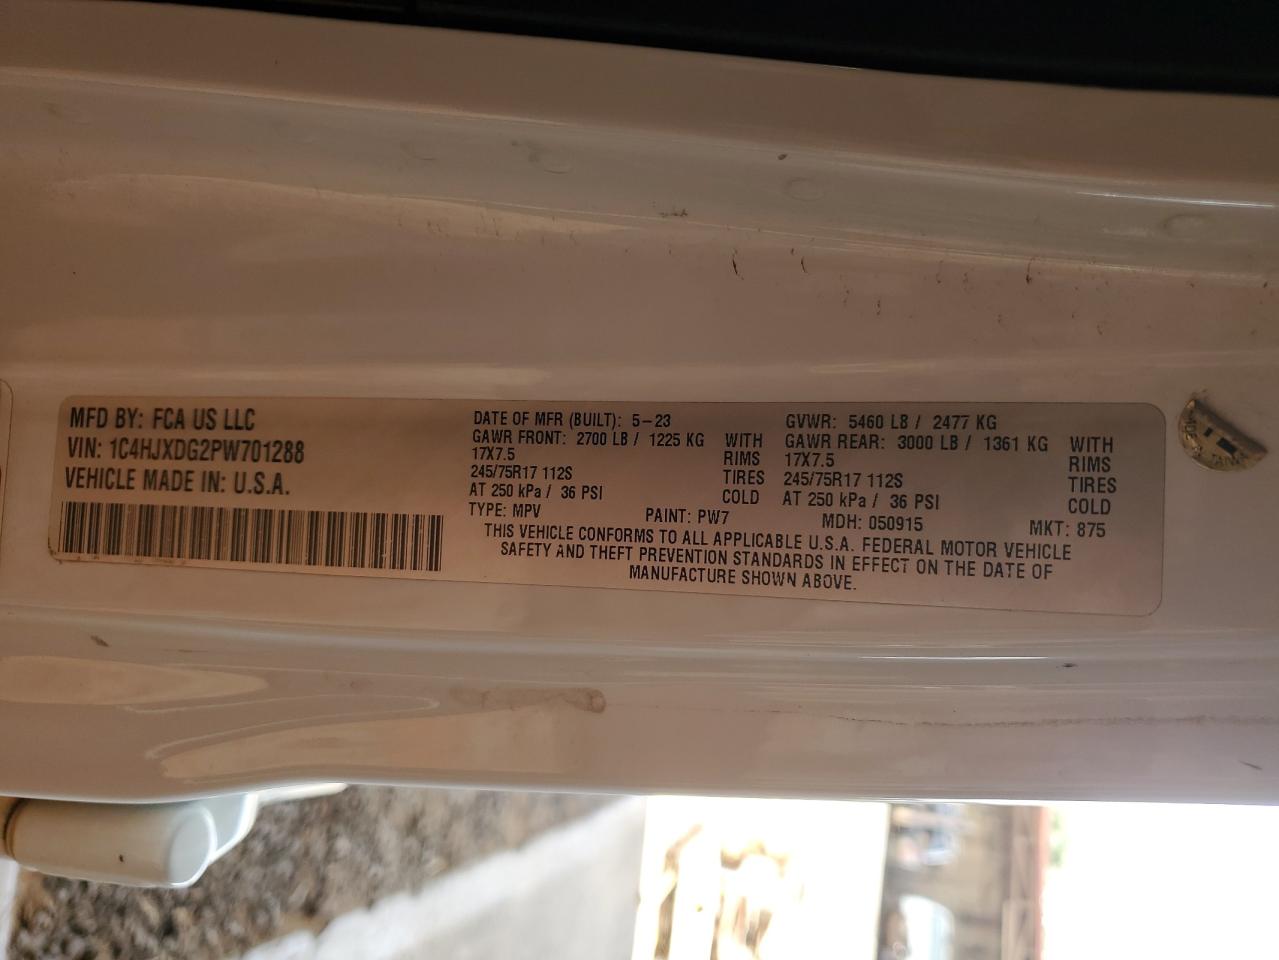 MFD BY: FCA US LLC
VIN: 1C4HJXDG2PW701288
VEHICLE MADE IN: U.S.A.
DATE OF MFR (BUILT): 5-23
GAWR FRONT: 2700 LB / 1225 KG WITH
17X7.5 RIMS
245/75R17 112S TIRES
AT 250 kPa / 36 PSI COLD
GVWR: 5460 LB / 2477 KG
GAWR REAR: 3000 LB / 1361 KG WITH
17X7.5 RIMS
245/75R17 112S TIRES
AT 250 kPa / 36 PSI COLD
TYPE: MPV PAINT: PW7 MDH: 050915 MKT: 875
THIS VEHICLE CONFORMS TO ALL APPLICABLE U.S.A. FEDERAL MOTOR VEHICLE
SAFETY AND THEFT PREVENTION STANDARDS IN EFFECT ON THE DATE OF
MANUFACTURE SHOWN ABOVE.